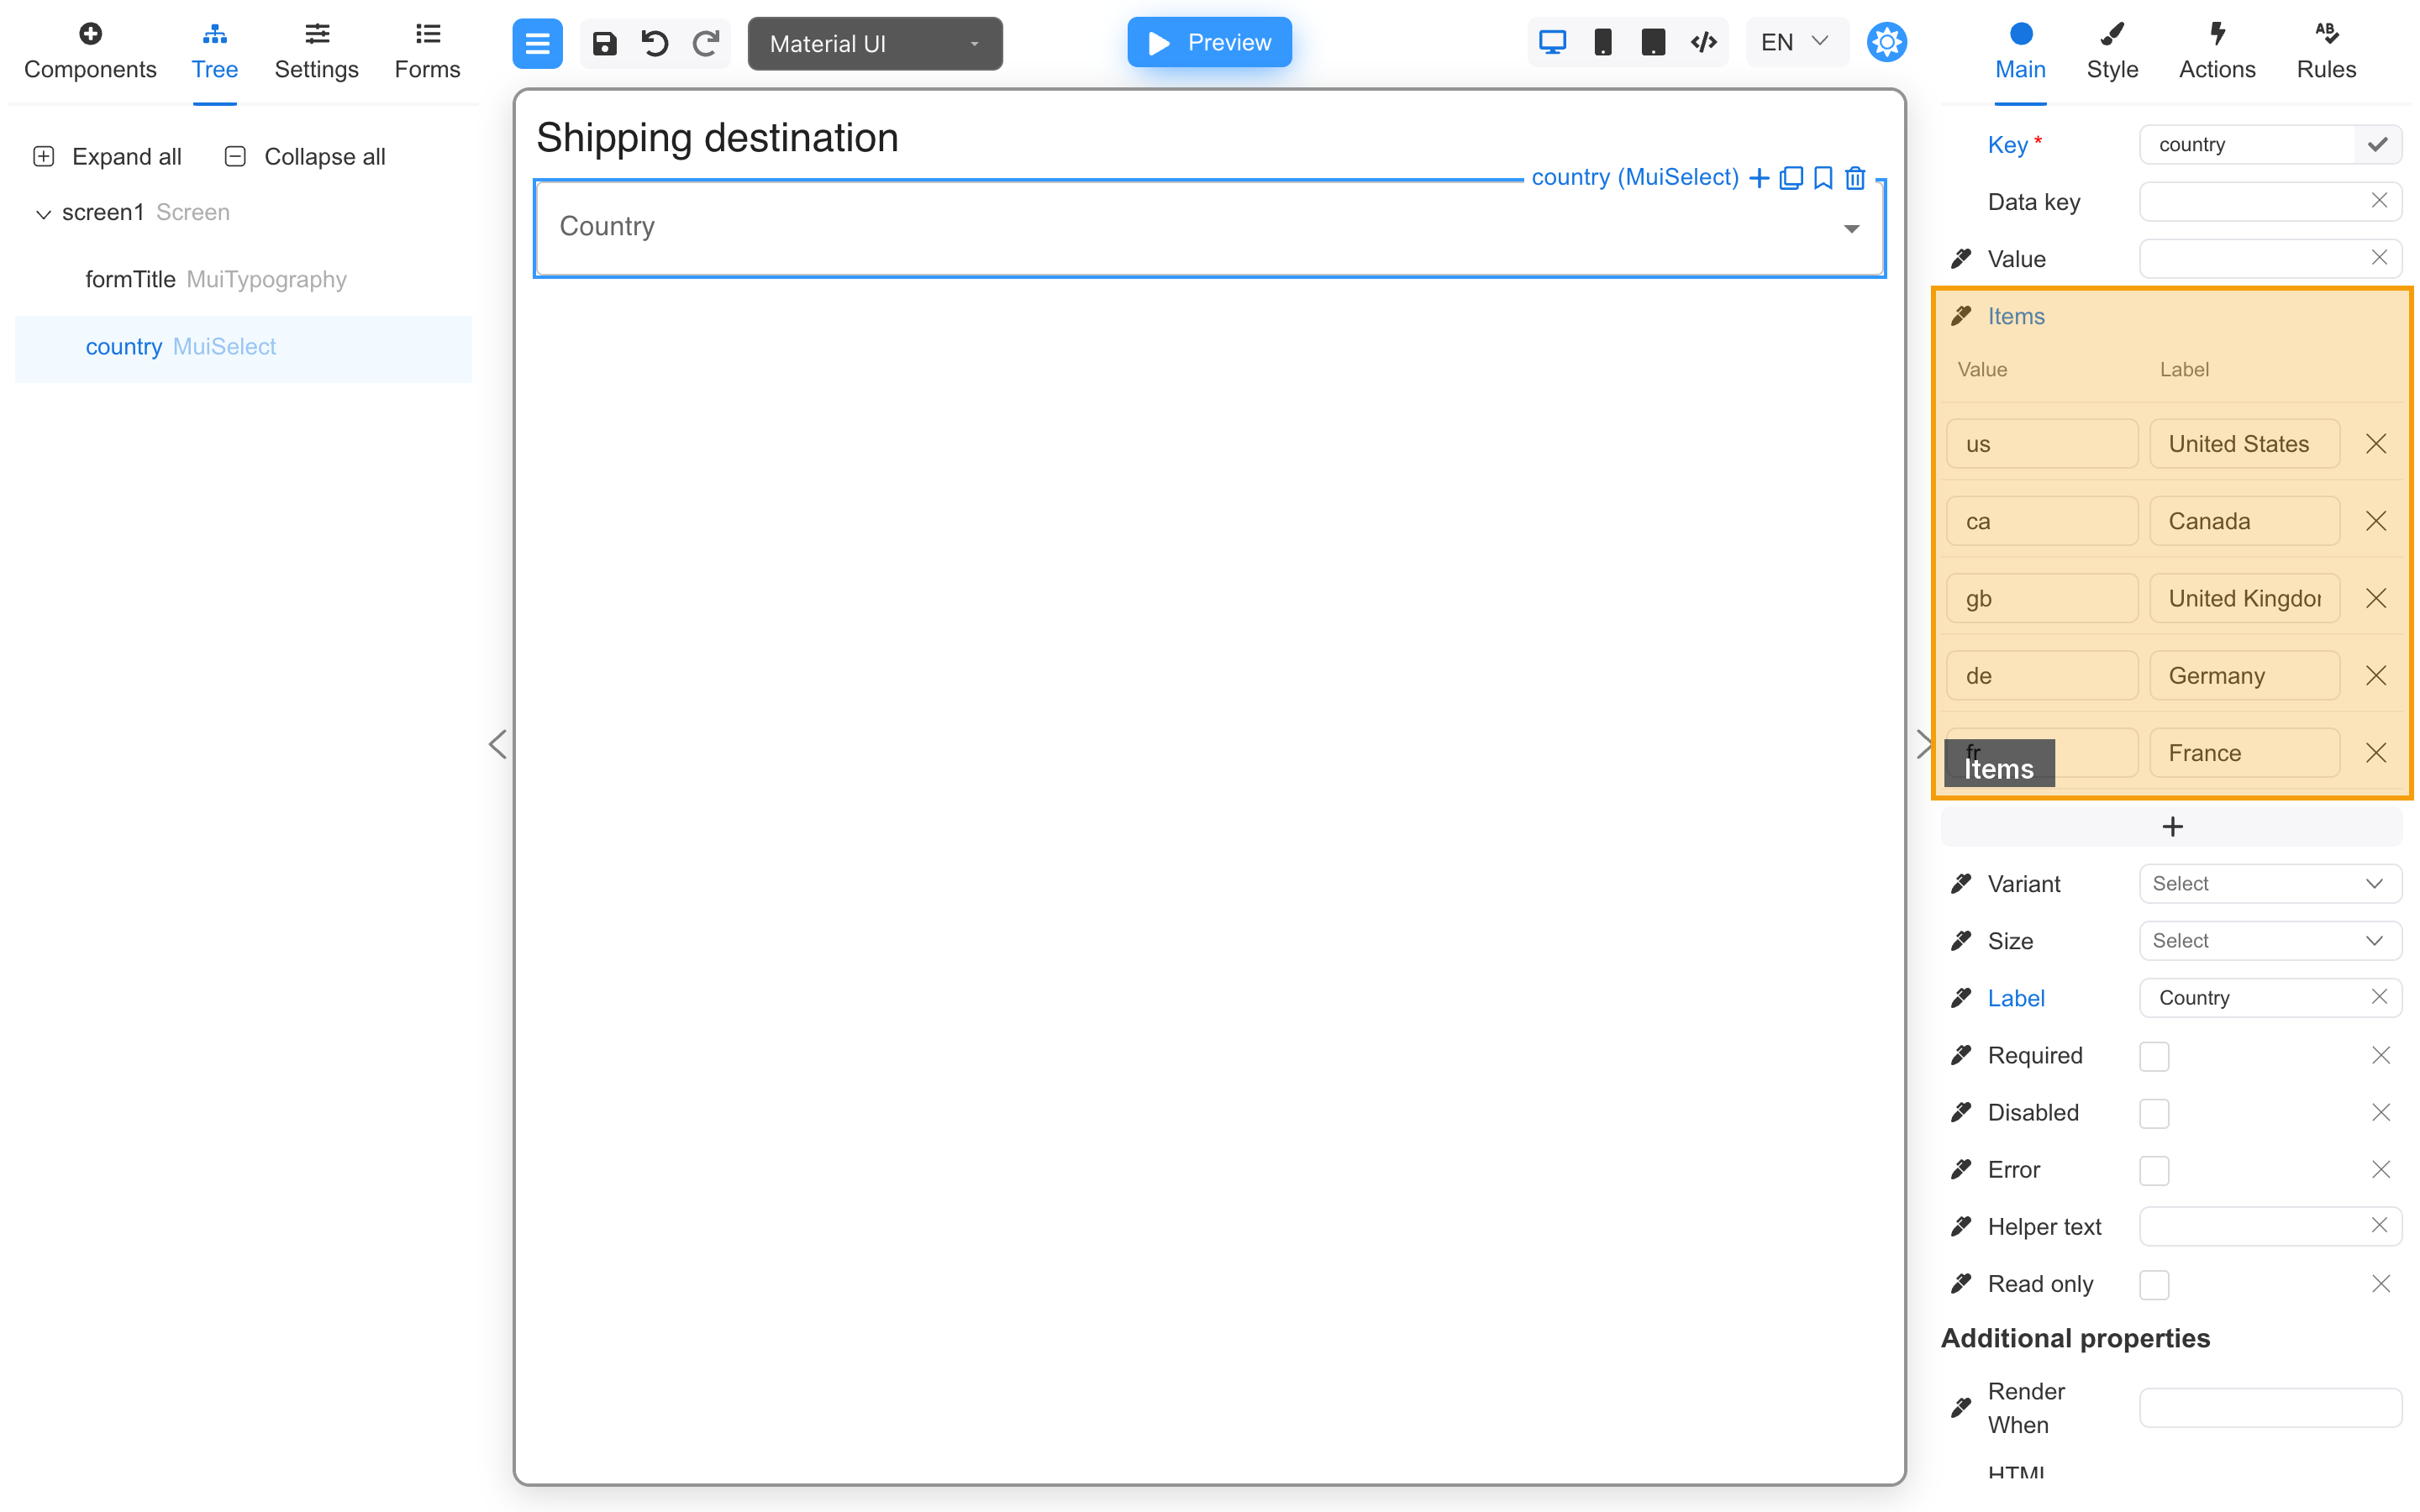 Components
Tree
Settings
Forms
Material UI
Preview
EN
Main
Style
Actions
Rules
Expand all
Collapse all
screen1 Screen
formTitle MuiTypography
country MuiSelect
Shipping destination
country (MuiSelect)
Country
Key *
country
Data key
Value
Items
Value
Label
us
United States
ca
Canada
gb
United Kingdom
de
Germany
fr
France
Items
Variant
Select
Size
Select
Label
Country
Required
Disabled
Error
Helper text
Read only
Additional properties
Render
When
HTML